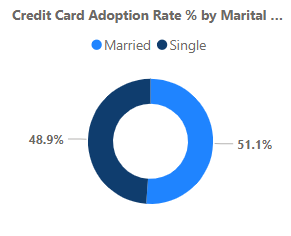 Credit Card Adoption Rate % by Marital ...
Married Single
48.9%
51.1%